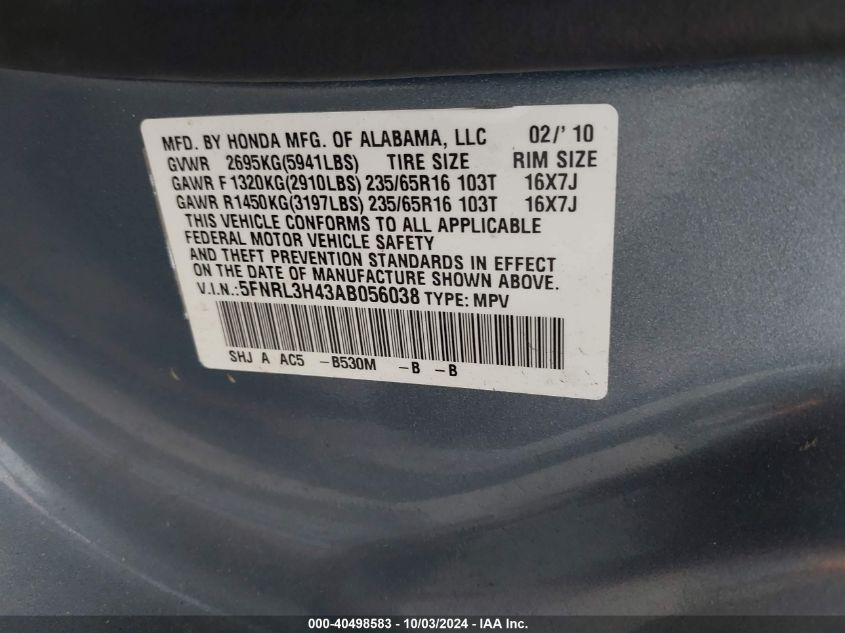 MFD. BY HONDA MFG. OF ALABAMA, LLC 02/' 10
GVWR 2695KG(5941LBS) TIRE SIZE RIM SIZE
GAWR F 1320KG(2910LBS) 235/65R16 103T 16X7J
GAWR R1450KG(3197LBS) 235/65R16 103T 16X7J
THIS VEHICLE CONFORMS TO ALL APPLICABLE
FEDERAL MOTOR VEHICLE SAFETY
AND THEFT PREVENTION STANDARDS IN EFFECT
ON THE DATE OF MANUFACTURE SHOWN ABOVE.
V.I.N.:5FNRL3H43AB056038 TYPE: MPV
SHJ A AC5 -B530M -B -B
000-40498583 - 10/03/2024 - IAA Inc.